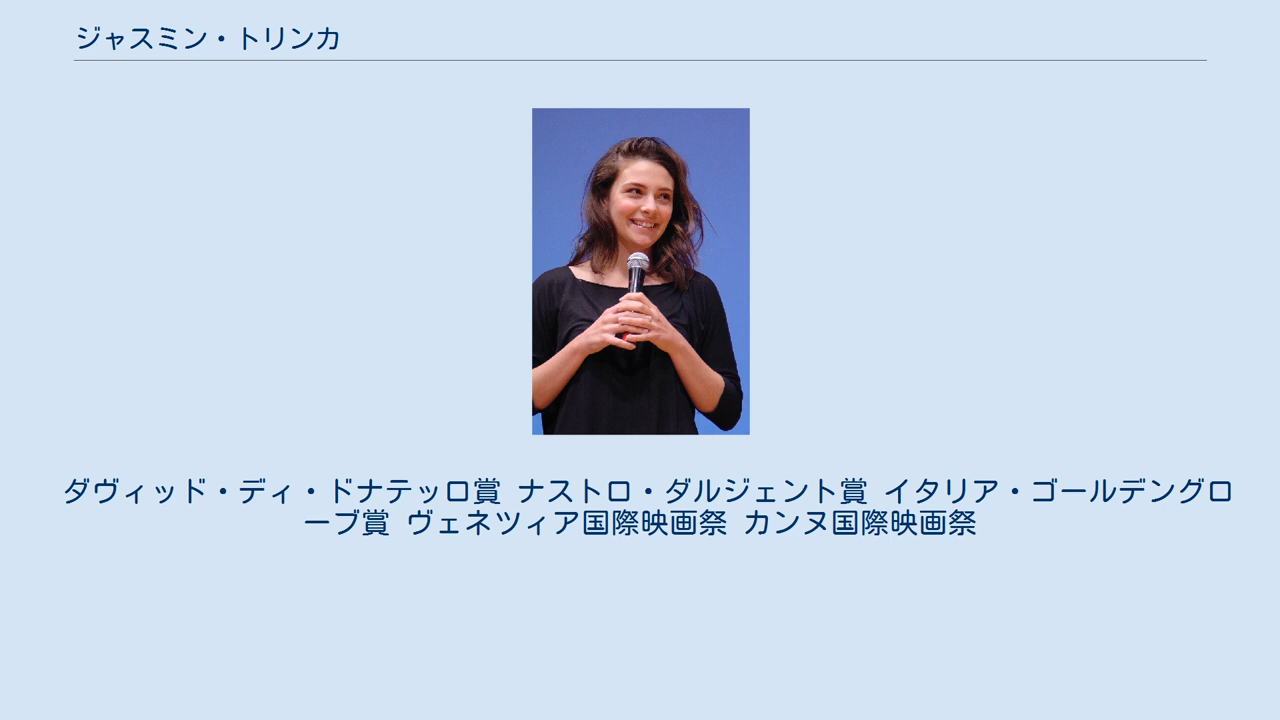 ジャスミン・トリンカ
ダヴィッド・ディ・ドナテッロ賞 ナストロ・ダルジェント賞 イタリア・ゴールデングロ
ーブ賞 ヴェネツィア国際映画祭 カンヌ国際映画祭